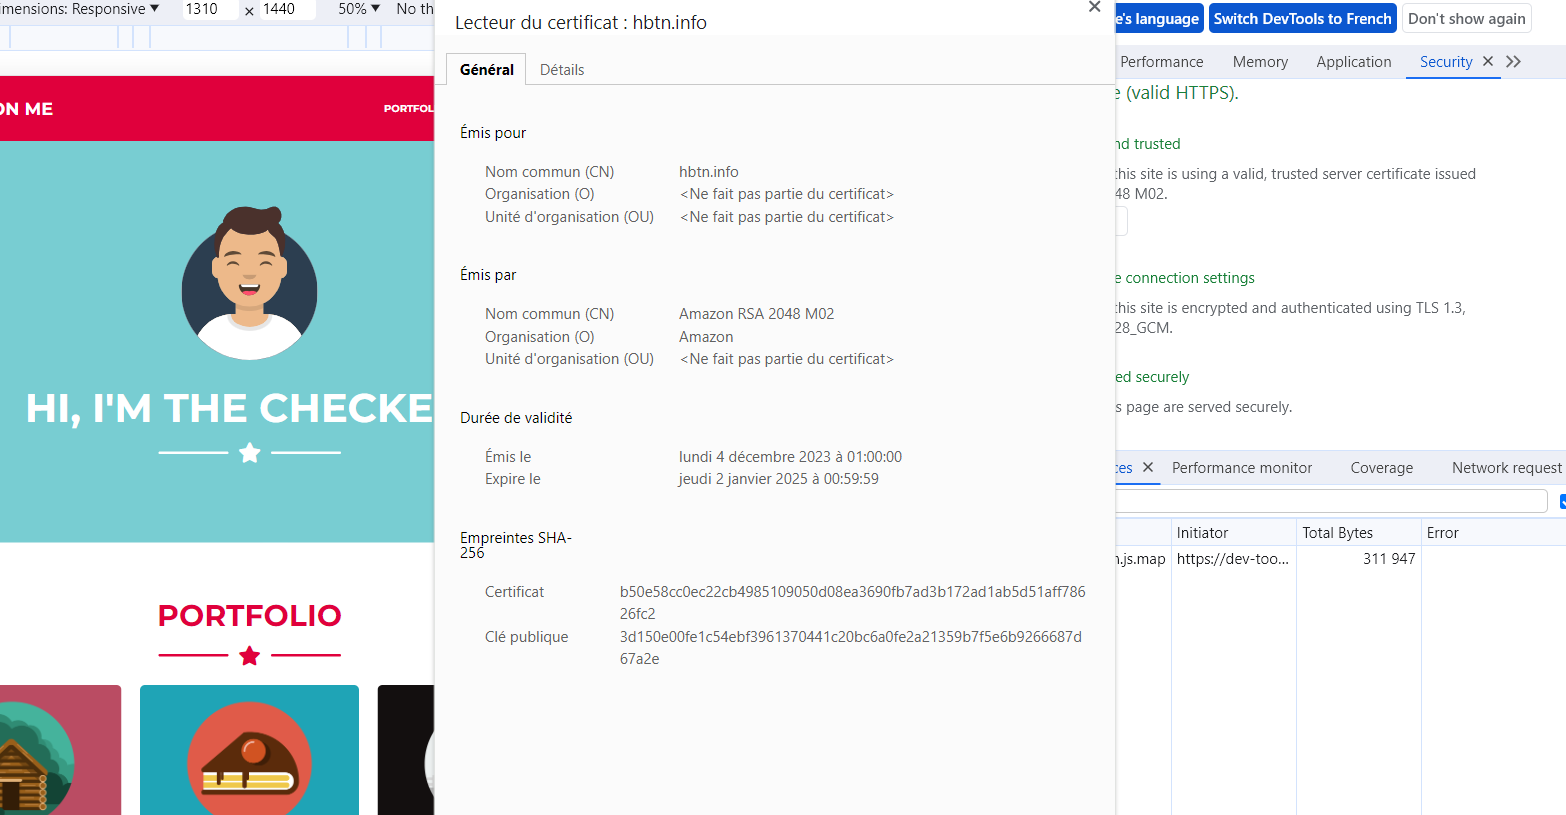 imensions: Responsive ▼ 1310 × 1440 50% ▼ No th
ON ME
PORTFOL
HI, I'M THE CHECKE
PORTFOLIO
Lecteur du certificat : hbtn.info
Général Détails
Émis pour
Nom commun (CN) hbtn.info
Organisation (O) <Ne fait pas partie du certificat>
Unité d'organisation (OU) <Ne fait pas partie du certificat>
Émis par
Nom commun (CN) Amazon RSA 2048 M02
Organisation (O) Amazon
Unité d'organisation (OU) <Ne fait pas partie du certificat>
Durée de validité
Émis le lundi 4 décembre 2023 à 01:00:00
Expire le jeudi 2 janvier 2025 à 00:59:59
Empreintes SHA-
256
Certificat b50e58cc0ec22cb4985109050d08ea3690fb7ad3b172ad1ab5d51aff786
26fc2
Clé publique 3d150e00fe1c54ebf3961370441c20bc6a0fe2a21359b7f5e6b9266687d
67a2e
e's language Switch DevTools to French Don't show again
Performance Memory Application Security
e (valid HTTPS).
nd trusted
this site is using a valid, trusted server certificate issued
48 M02.
e connection settings
this site is encrypted and authenticated using TLS 1.3,
28_GCM.
ed securely
s page are served securely.
ces Performance monitor Coverage Network request
Initiator Total Bytes Error
n.js.map https://dev-too... 311 947